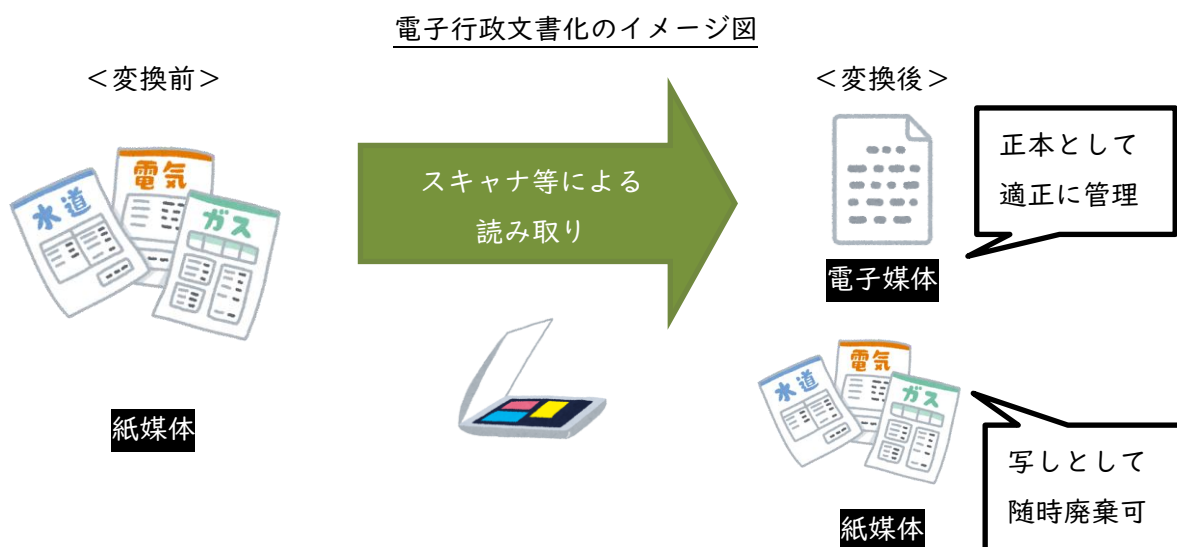 電子行政文書化のイメージ図
＜変換前＞
水道
電気
ガス
紙媒体
スキャナ等による
読み取り
＜変換後＞
電子媒体
正本として
適正に管理
水道
電気
ガス
紙媒体
写しとして
随時廃棄可